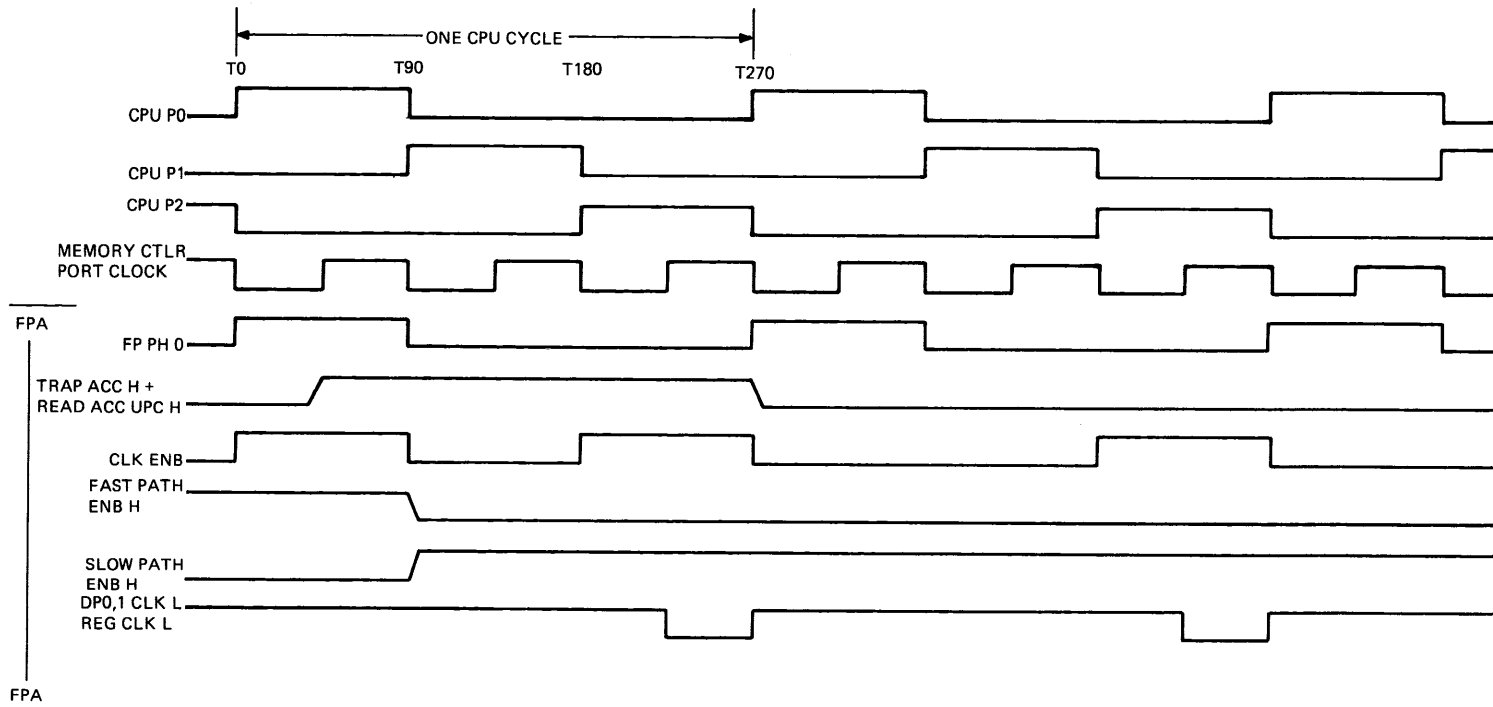 ONE CPU CYCLE
T0 T90 T180 T270
CPU P0
CPU P1
CPU P2
MEMORY CTLR
PORT CLOCK
FPA
FP PH 0
TRAP ACC H +
READ ACC UPC H
CLK ENB
FAST PATH
ENB H
SLOW PATH
ENB H
DP0,1 CLK L
REG CLK L
FPA